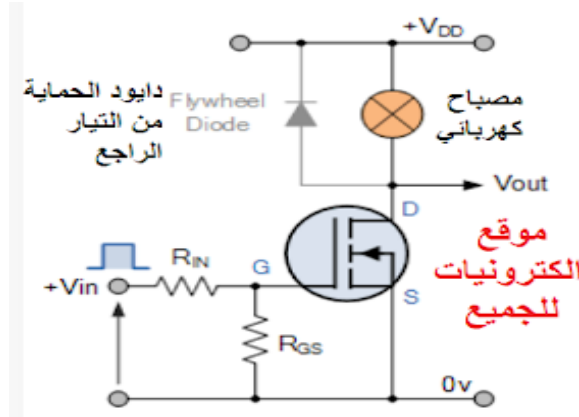 +VDD
دايود الحماية
من التيار
الراجع
Flywheel
Diode
مصباح
كهربائي
Vout
D
موقع
الكترونيات
للجميع
RIN
G
+Vin
S
RGS
0v